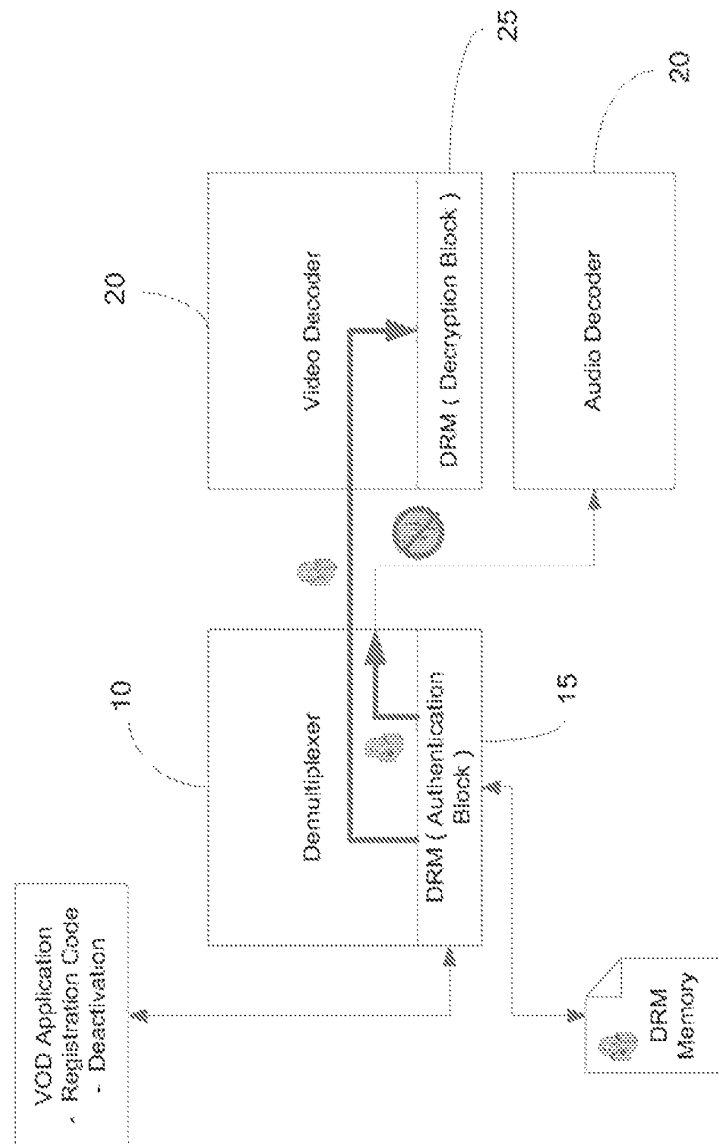 VOD Application
- Registration Code
- Deactivation
10
Demultiplexer
DRM ( Authentication
Block )
15
DRM
Memory
20
Video Decoder
DRM ( Decryption Block )
25
Audio Decoder
20